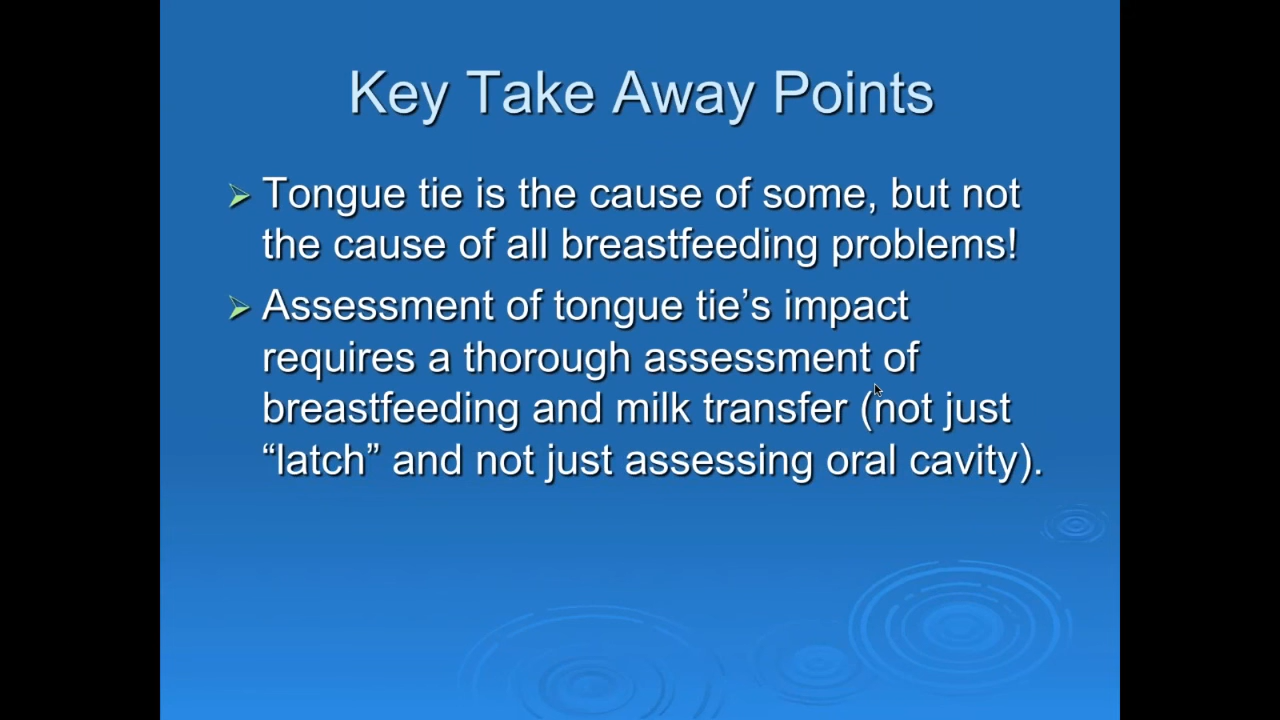 Key Take Away Points
Tongue tie is the cause of some, but not
the cause of all breastfeeding problems!
Assessment of tongue tie’s impact
requires a thorough assessment of
breastfeeding and milk transfer (not just
“latch” and not just assessing oral cavity).